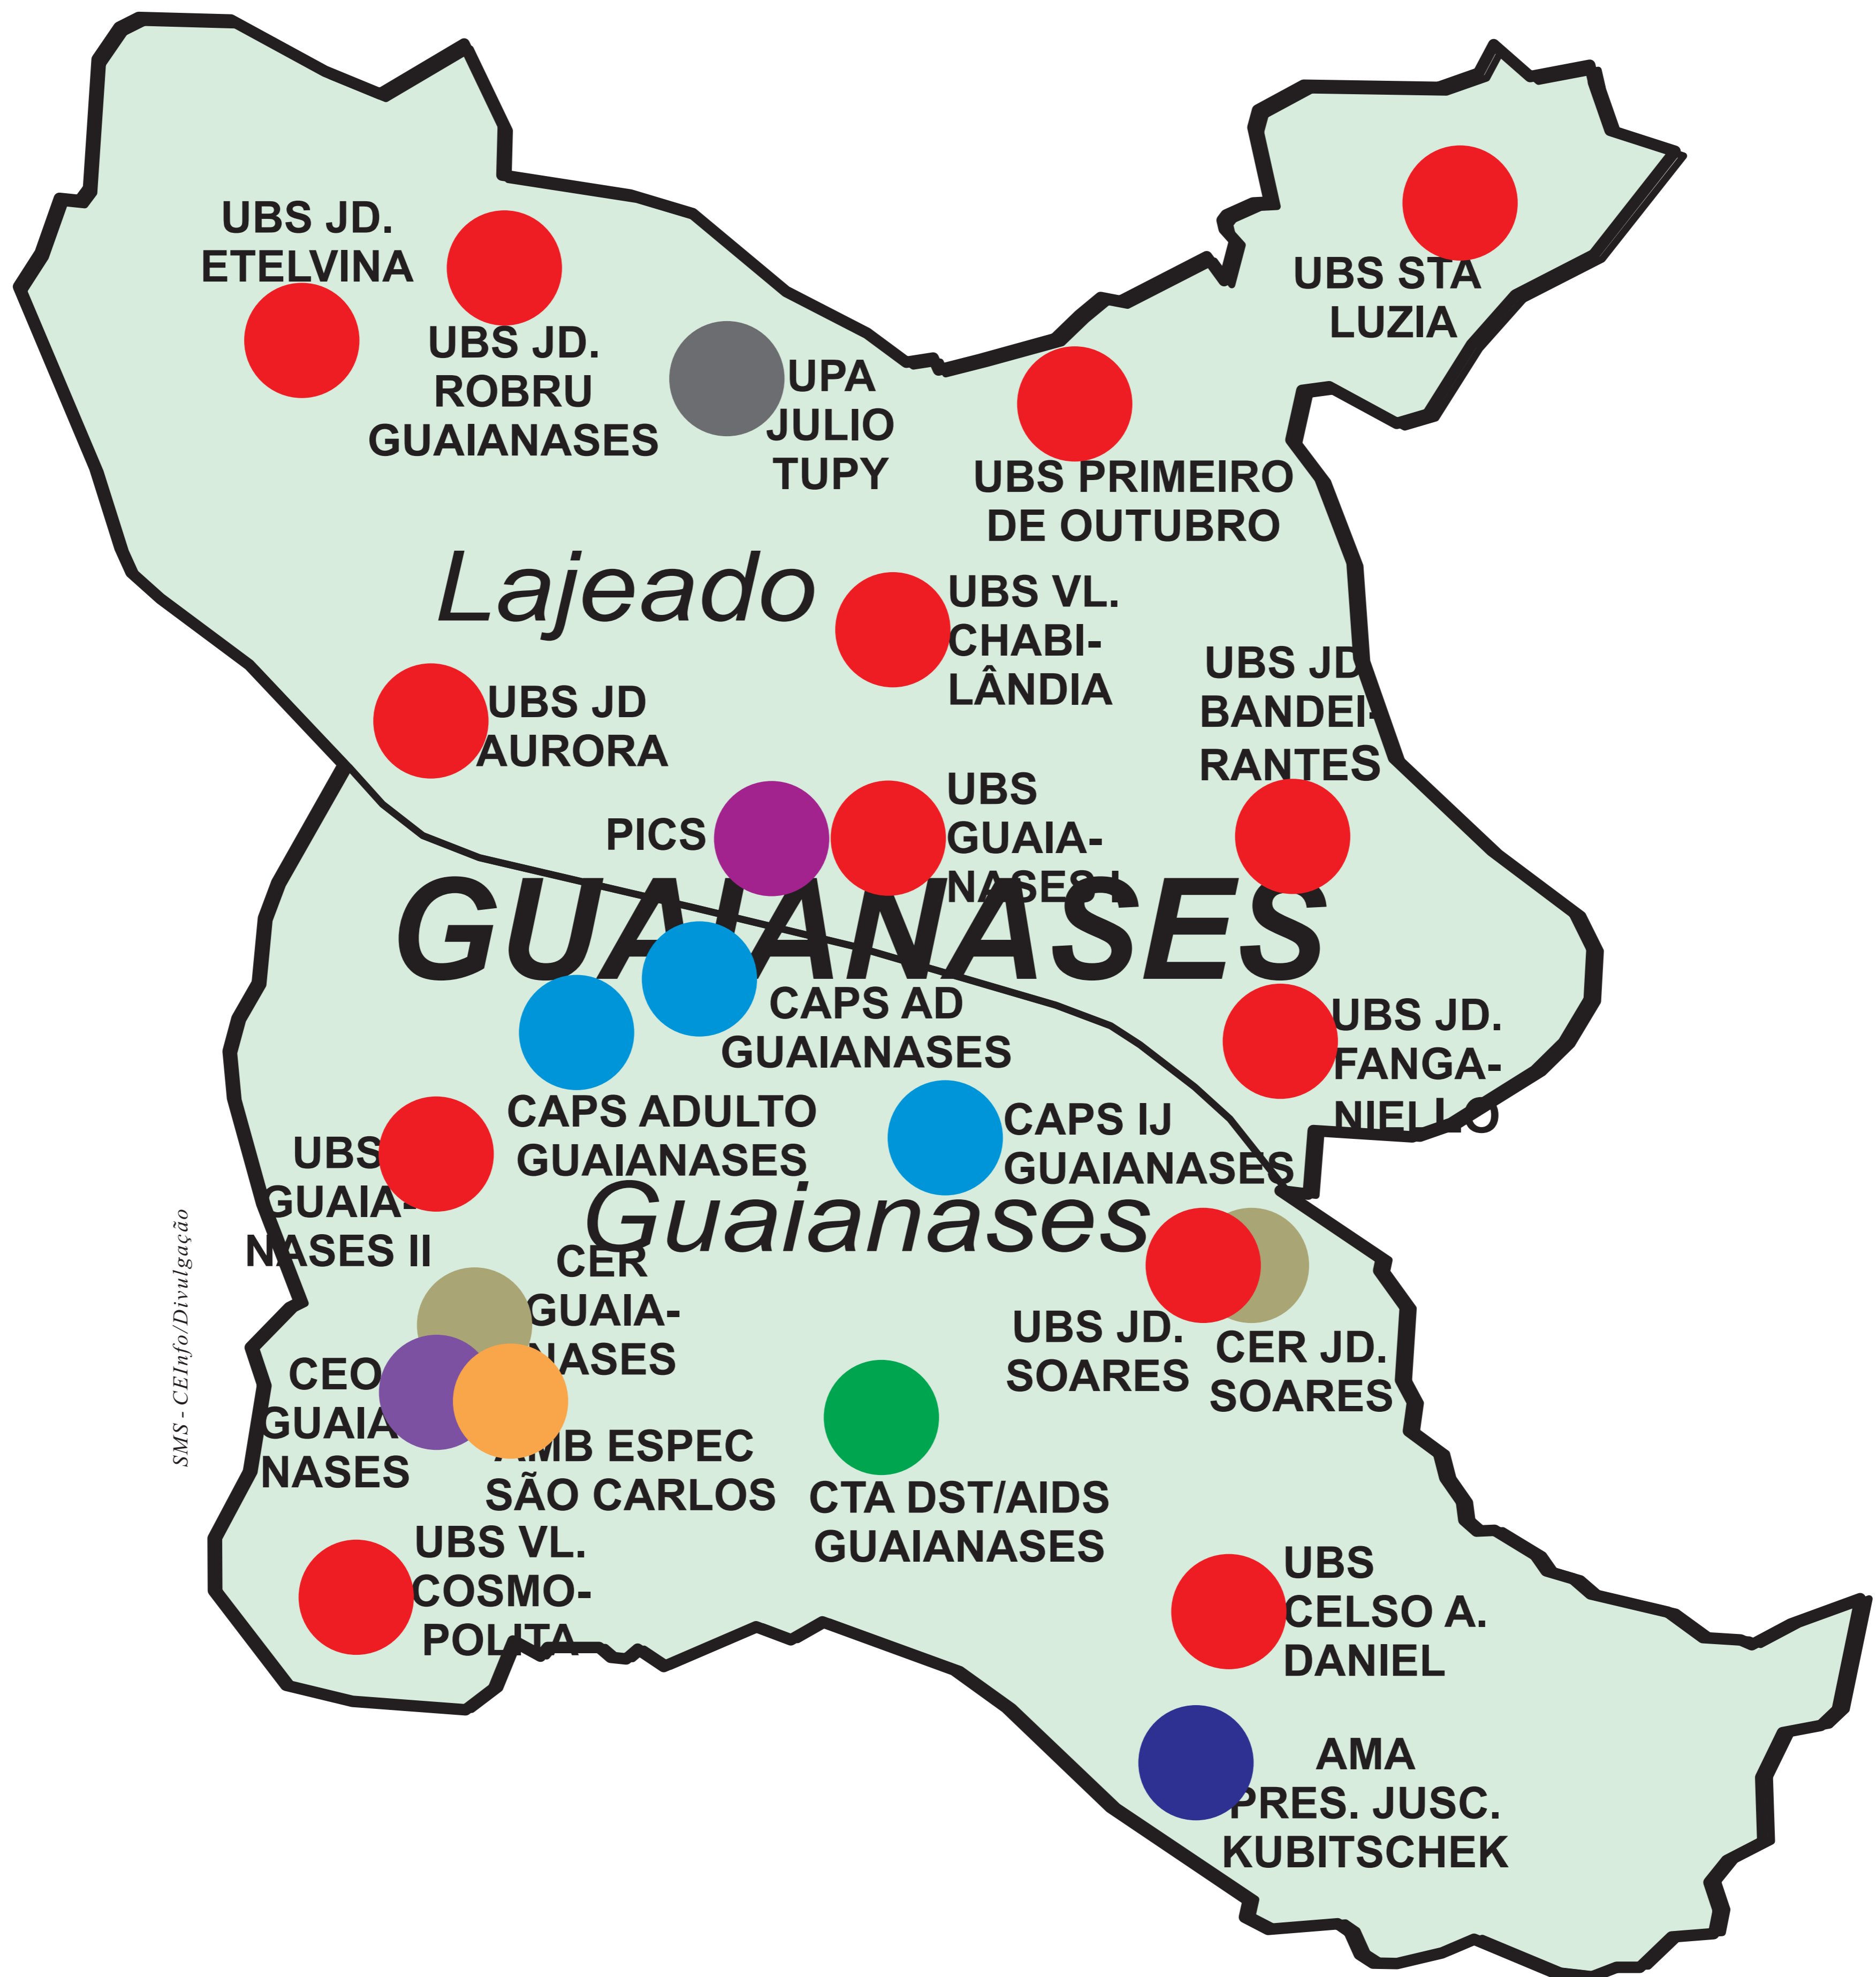 UBS JD.
ETELVINA
UBS JD.
ROBRU
GUAIANASES
UPA
JULIO
TUPY
UBS STA
LUZIA
UBS PRIMEIRO
DE OUTUBRO
Lajeado
UBS VL.
CHABI-
LÂNDIA
UBS JD
AURORA
UBS JD
BANDEI-
RANTES
PICS
UBS
GUAIA-
NASES I
GUAIANASES
CAPS AD
GUAIANASES
UBS JD.
FANGA-
NIELLO
CAPS ADULTO
GUAIANASES
CAPS IJ
GUAIANASES
UBS
GUAIA-
NASES II
Guaianases
CER
GUAIA-
NASES
UBS JD.
SOARES
CER JD.
SOARES
CEO
GUAIA-
NASES
AMB ESPEC
SÃO CARLOS
CTA DST/AIDS
GUAIANASES
UBS VL.
COSMO-
POLITA
UBS
CELSO A.
DANIEL
AMA
PRES. JUSC.
KUBITSCHEK
SMS - CEInfo/Divulgação